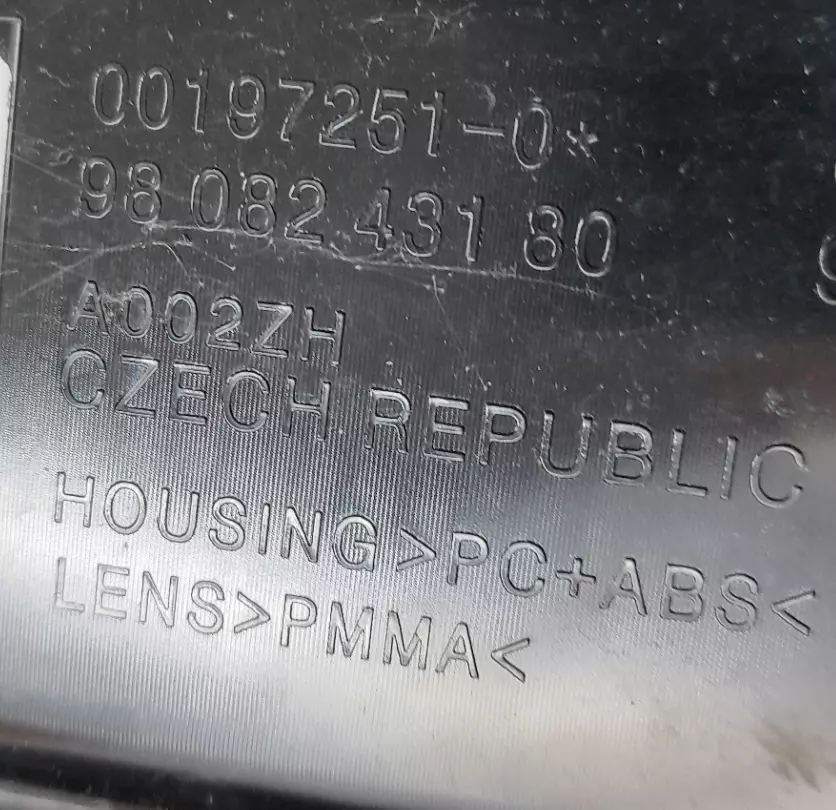 00197251-0*
98 082 431 80
A002ZH
CZECH REPUBLIC
HOUSING>PC+ABS<
LENS>PMMA<